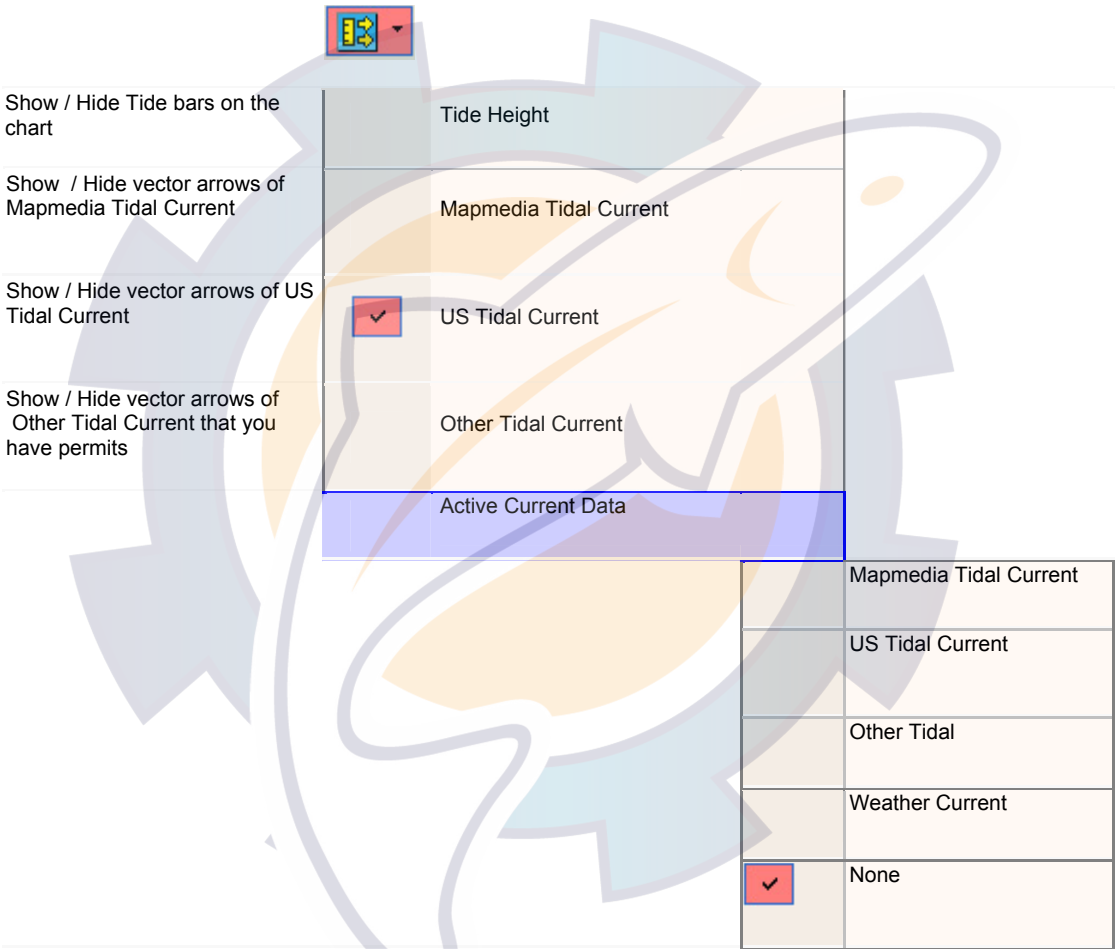 Show / Hide Tide bars on the
chart
Tide Height
Show  / Hide vector arrows of
Mapmedia Tidal Current
Mapmedia Tidal Current
Show / Hide vector arrows of US
Tidal Current
US Tidal Current
Show / Hide vector arrows of
Other Tidal Current that you
have permits
Other Tidal Current
Active Current Data
Mapmedia Tidal Current
US Tidal Current
Other Tidal
Weather Current
None